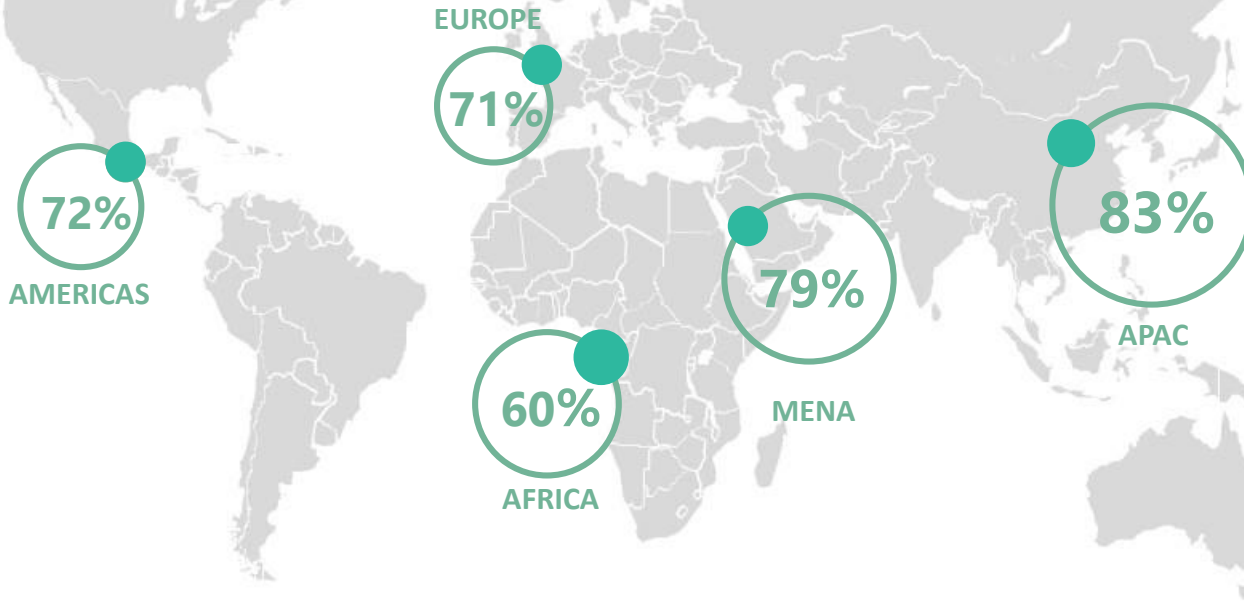 EUROPE
71%
72%
AMERICAS
83%
APAC
79%
MENA
60%
AFRICA